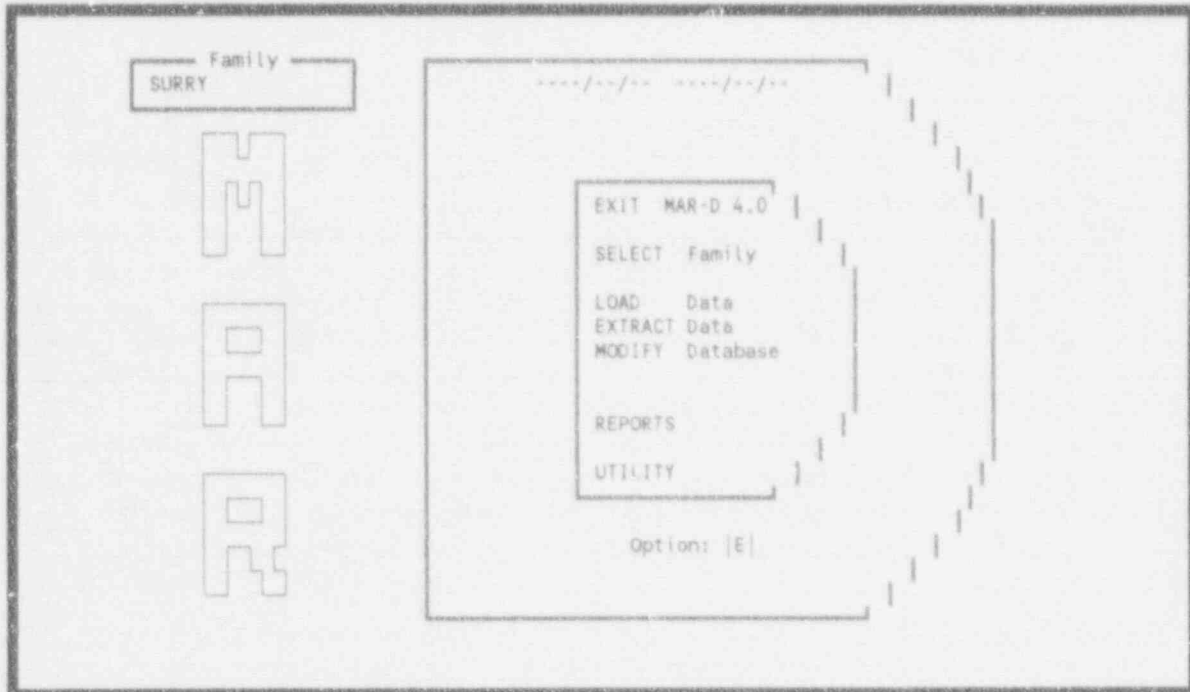 Family
SURRY
----/--/-- ----/--/--
M
A
R
EXIT MAR-D 4.0
SELECT Family
LOAD Data
EXTRACT Data
MODIFY Database
REPORTS
UTILITY
Option: |E|